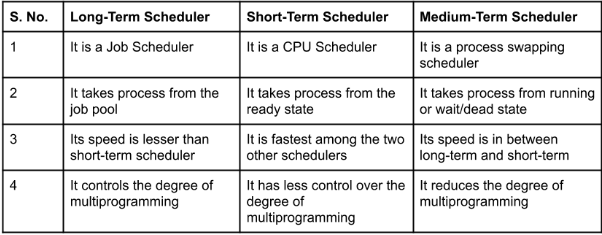 S. No. Long-Term Scheduler Short-Term Scheduler Medium-Term Scheduler
1 It is a Job Scheduler It is a CPU Scheduler It is a process swapping
scheduler
2 It takes process from the It takes process from the It takes process from running
job pool ready state or wait/dead state
3 Its speed is lesser than It is fastest among the two Its speed is in between
short-term scheduler other schedulers long-term and short-term
4 It controls the degree of It has less control over the It reduces the degree of
multiprogramming degree of multiprogramming
multiprogramming